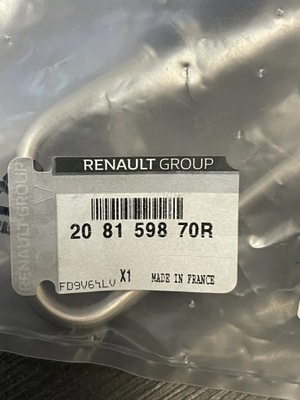 RENAULT GROUP
20 81 598 70R
FD9V64LV X1 MADE IN FRANCE